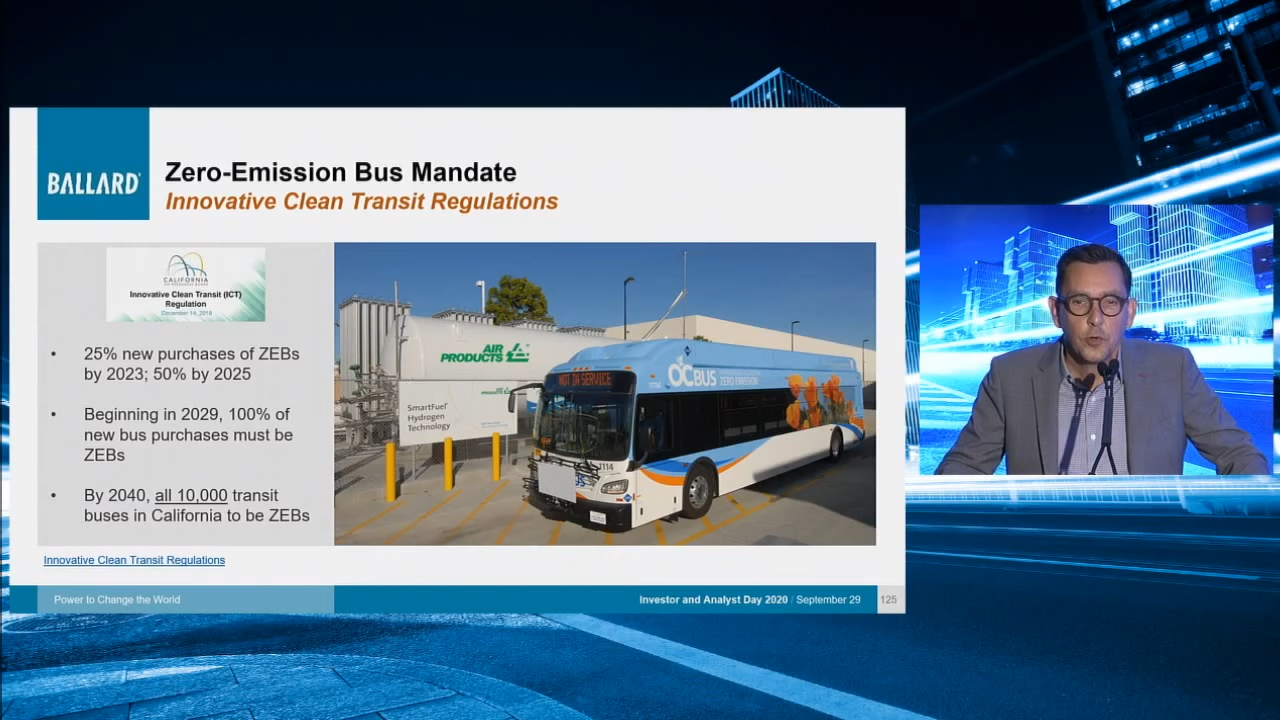 BALLARD
Zero-Emission Bus Mandate
Innovative Clean Transit Regulations
CALIFORNIA
Innovative Clean Transit (ICT)
Regulation
December 14, 2018
• 25% new purchases of ZEBs
by 2023; 50% by 2025
• Beginning in 2029, 100% of
new bus purchases must be
ZEBs
• By 2040, all 10,000 transit
buses in California to be ZEBs
AIR
PRODUCTS
SmartFuel
Hydrogen
Technology
NOT IN SERVICE
OC BUS ZERO EMISSION
1114
Innovative Clean Transit Regulations
Power to Change the World
Investor and Analyst Day 2020 / September 29
125